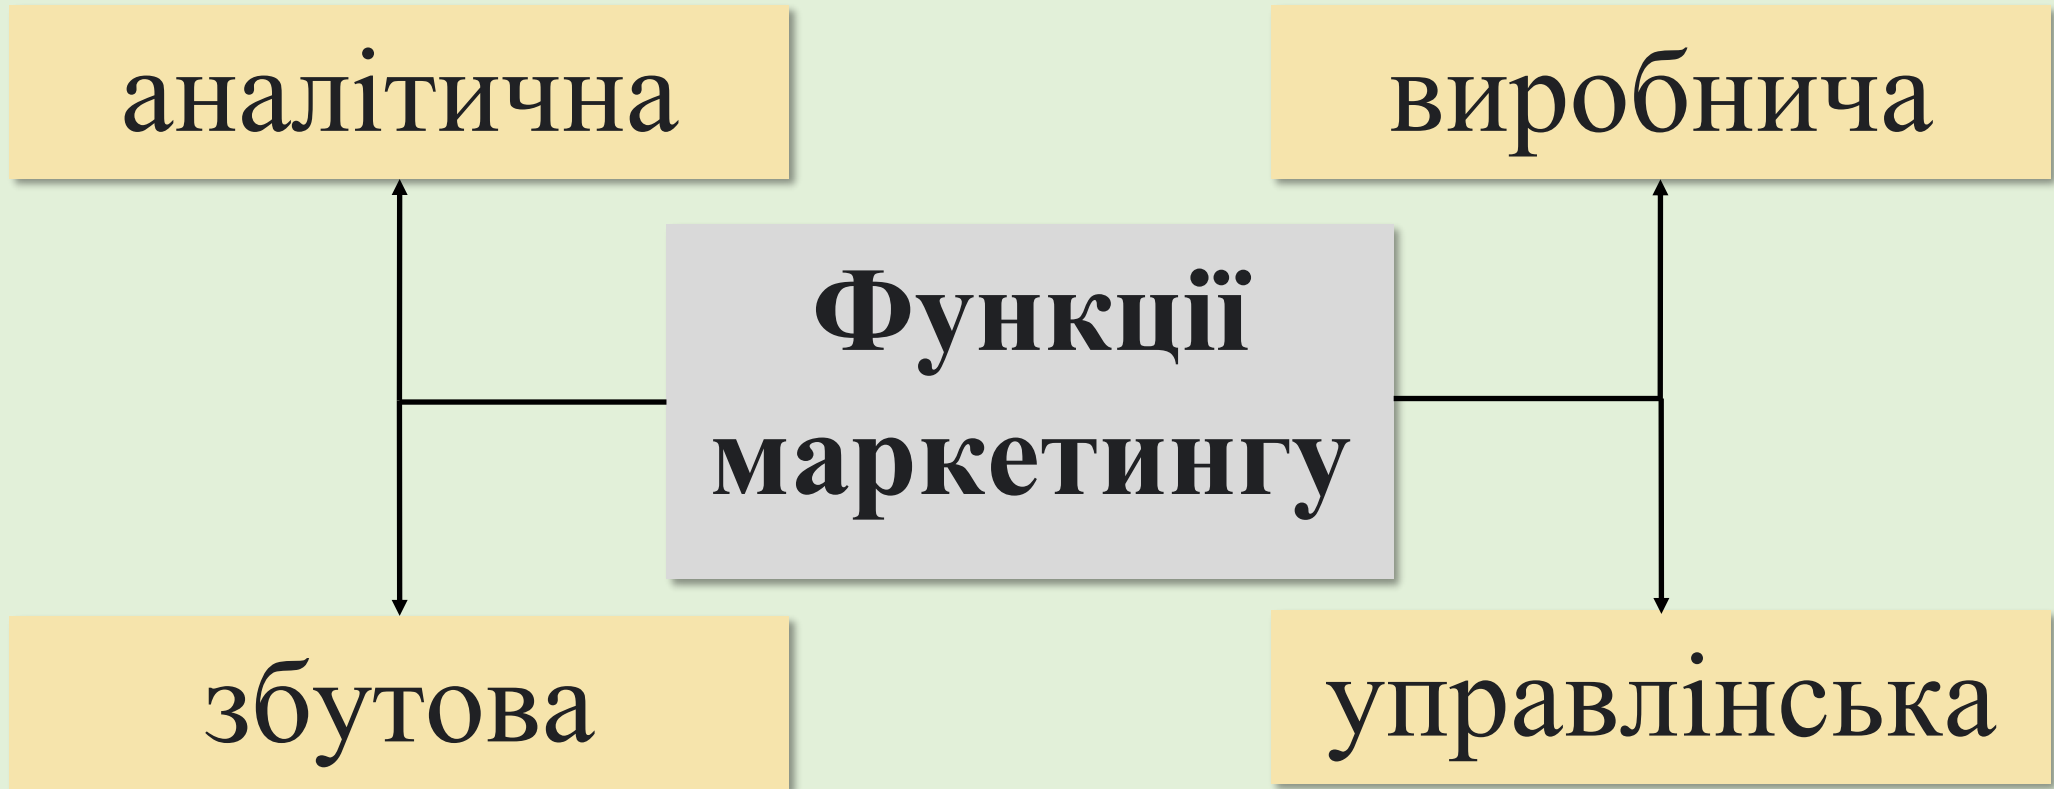 аналітична
виробнича
Функції
маркетингу
збутова
управлінська